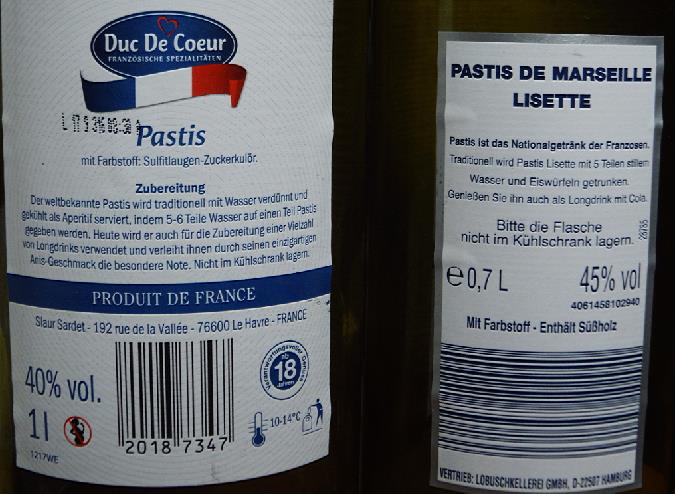 Duc De Coeur
FRANZÖSISCHE SPEZIALITÄTEN
Pastis
mit Farbstoff: Sulfitlaugen-Zuckerkulör.
Zubereitung
Der weltbekannte Pastis wird traditionell mit Wasser verdünnt und
gekühlt als Aperitif serviert, indem 5-6 Teile Wasser auf einen Teil Pastis
gegeben werden. Heute wird er auch für die Zubereitung einer Vielzahl
von Longdrinks verwendet und verleiht ihnen durch seinen einzigartigen
Anis-Geschmack die besondere Note. Nicht im Kühlschrank lagern.
PRODUIT DE FRANCE
Slaur Sardet - 192 rue de la Vallée - 76600 Le Havre - FRANCE
40% vol.
1l
1217WE
2018 7347
Verantwortungsvoller Genuss
ab
18
Jahren
10-14°C
PASTIS DE MARSEILLE
LISETTE
Pastis ist das Nationalgetränk der Franzosen.
Traditionell wird Pastis Lisette mit 5 Teilen stillem
Wasser und Eiswürfeln getrunken.
Genießen Sie ihn auch als Longdrink mit Cola.
Bitte die Flasche
nicht im Kühlschrank lagern.
e 0,7 L
45% vol
4061458102940
Mit Farbstoff - Enthält Süßholz
VERTRIEB: LOBUSCHKELLEREI GMBH, D-22507 HAMBURG